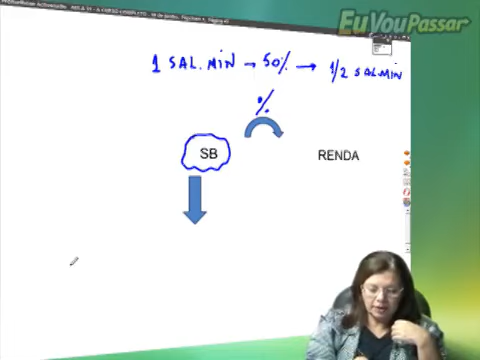 EuVouPassar
1 SAL.MIN → 50% → 1/2 SAL.MIN
%
SB
RENDA